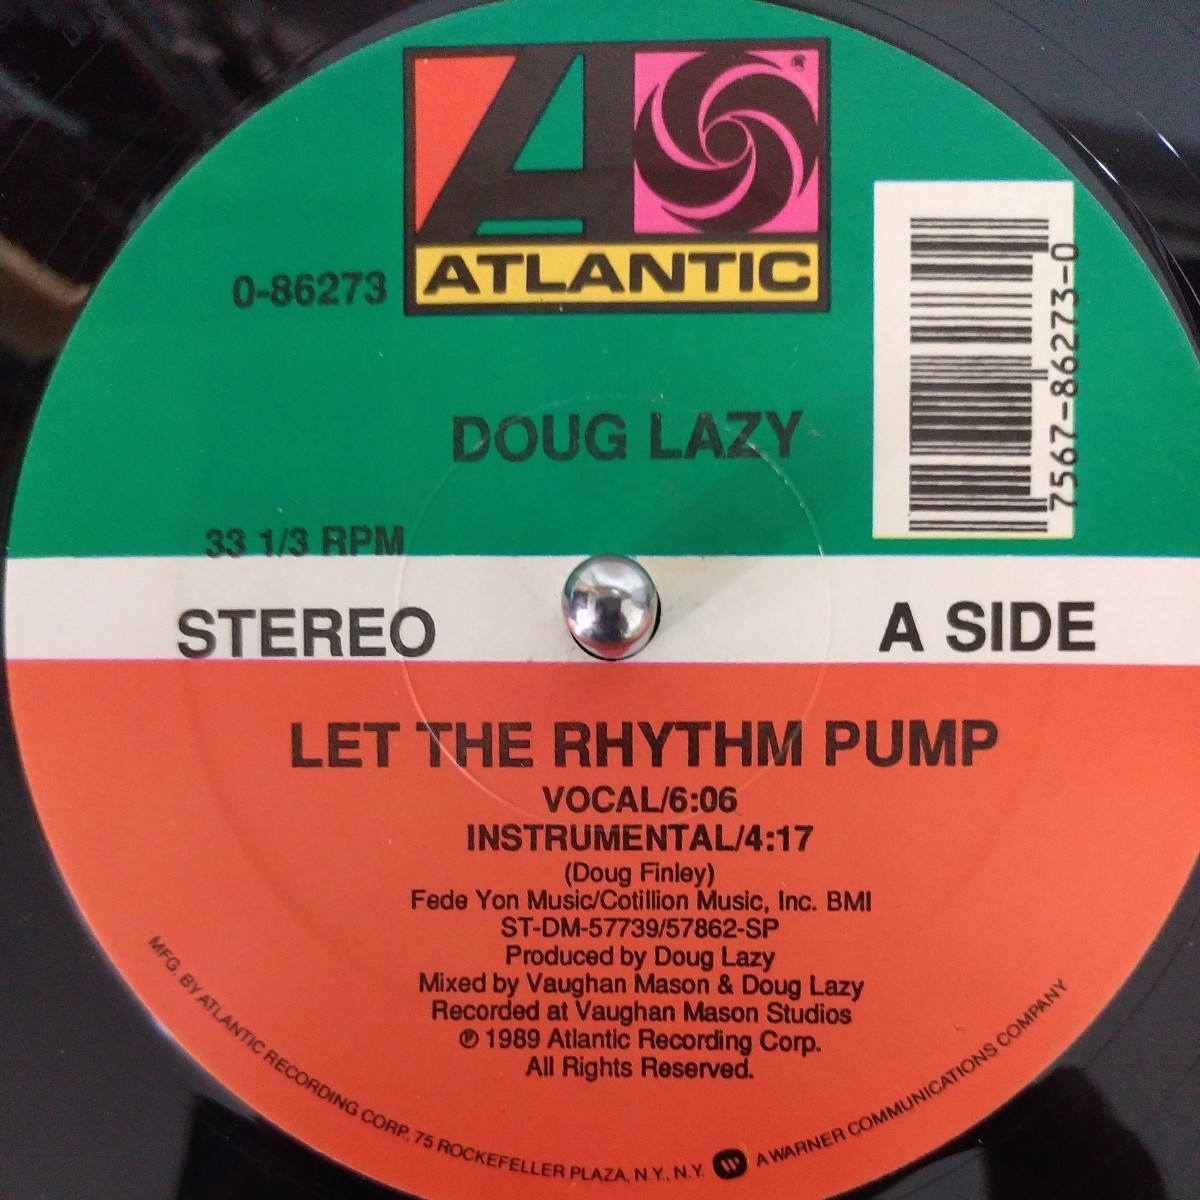 ®
ATLANTIC
0-86273
7567-86273-0
DOUG LAZY
33 1/3 RPM
STEREO
A SIDE
LET THE RHYTHM PUMP
VOCAL/6:06
INSTRUMENTAL/4:17
(Doug Finley)
Fede Yon Music/Cotillion Music, Inc. BMI
ST-DM-57739/57862-SP
Produced by Doug Lazy
Mixed by Vaughan Mason & Doug Lazy
Recorded at Vaughan Mason Studios
℗ 1989 Atlantic Recording Corp.
All Rights Reserved.
MFG. BY ATLANTIC RECORDING CORP., 75 ROCKEFELLER PLAZA, N.Y., N.Y. A WARNER COMMUNICATIONS COMPANY